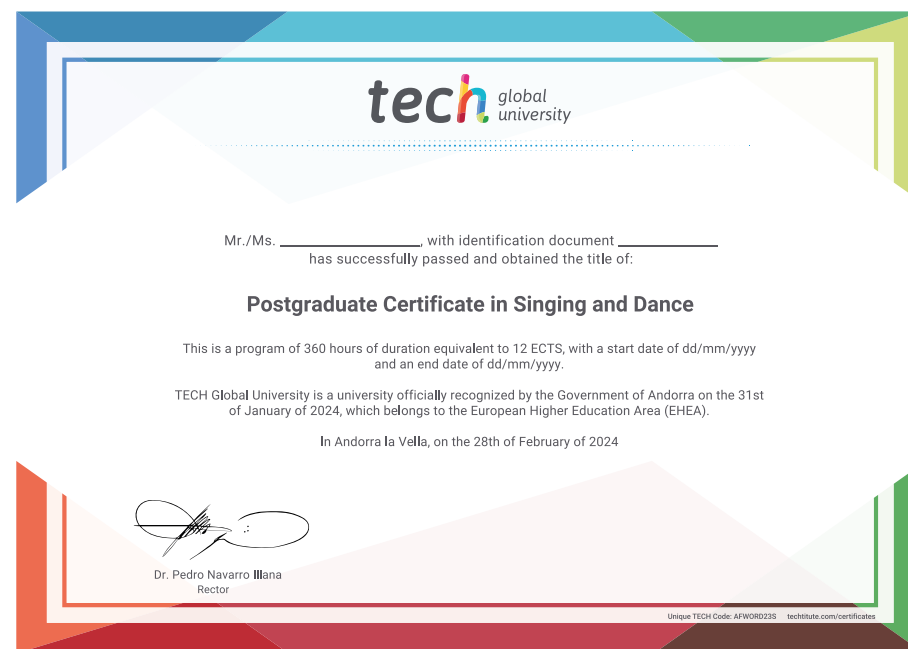 tech global
university
Mr./Ms. ____________, with identification document ____________
has successfully passed and obtained the title of:
Postgraduate Certificate in Singing and Dance
This is a program of 360 hours of duration equivalent to 12 ECTS, with a start date of dd/mm/yyyy
and an end date of dd/mm/yyyy.
TECH Global University is a university officially recognized by the Government of Andorra on the 31st
of January of 2024, which belongs to the European Higher Education Area (EHEA).
In Andorra la Vella, on the 28th of February of 2024
Dr. Pedro Navarro Illana
Rector
Unique TECH Code: AFWORD23S techtitute.com/certificates